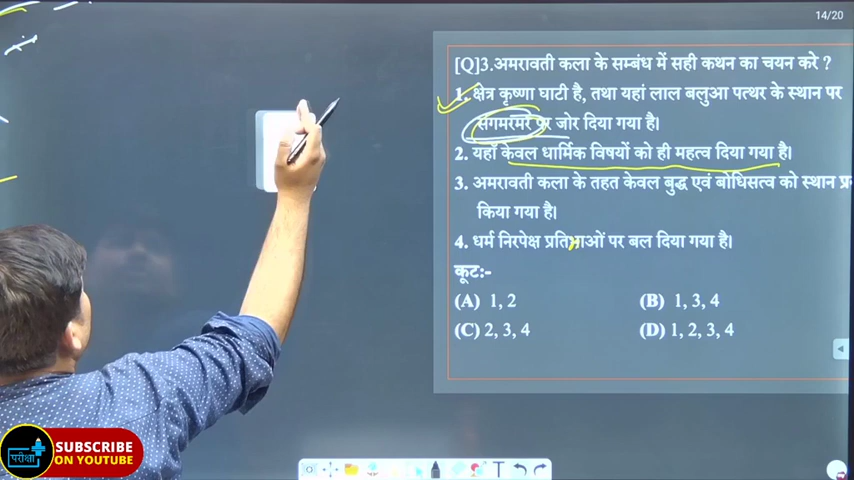 14/20
[Q]3.अमरावती कला के सम्बंध में सही कथन का चयन करे ?
1. क्षेत्र कृष्णा घाटी है, तथा यहां लाल बलुआ पत्थर के स्थान पर
संगमरमर पर जोर दिया गया है।
2. यहाँ केवल धार्मिक विषयों को ही महत्व दिया गया है।
3. अमरावती कला के तहत केवल बुद्ध एवं बोधिसत्व को स्थान
किया गया है।
4. धर्म निरपेक्ष प्रतिमाओं पर बल दिया गया है।
कूटः-
(A) 1, 2
(B) 1, 3, 4
(C) 2, 3, 4
(D) 1, 2, 3, 4
परीक्षा
SUBSCRIBE
ON YOUTUBE
T